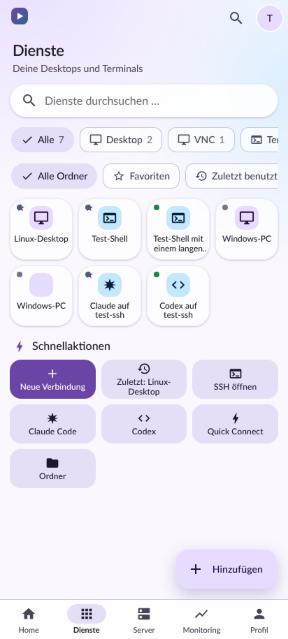 T
Dienste
Deine Desktops und Terminals
Dienste durchsuchen ...
Alle 7
Desktop 2
VNC 1
Ter
Alle Ordner
Favoriten
Zuletzt benutzt
Linux-Desktop
Test-Shell
Test-Shell mit
einem langen..
Windows-PC
Windows-PC
Claude auf
test-ssh
Codex auf
test-ssh
Schnellaktionen
Neue Verbindung
Zuletzt: Linux-
Desktop
SSH öffnen
Claude Code
Codex
Quick Connect
Ordner
Hinzufügen
Home
Dienste
Server
Monitoring
Profil